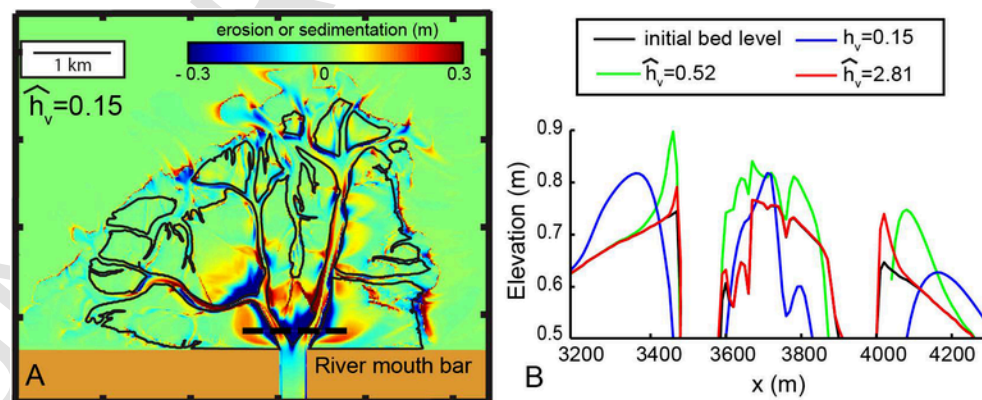 erosion or sedimentation (m)
1 km
-0.3 0 0.3
ĥv=0.15
River mouth bar
A
initial bed level
hv=0.15
ĥv=0.52
ĥv=2.81
0.9
0.8
0.7
0.6
0.5
Elevation (m)
3200 3400 3600 3800 4000 4200
x (m)
B